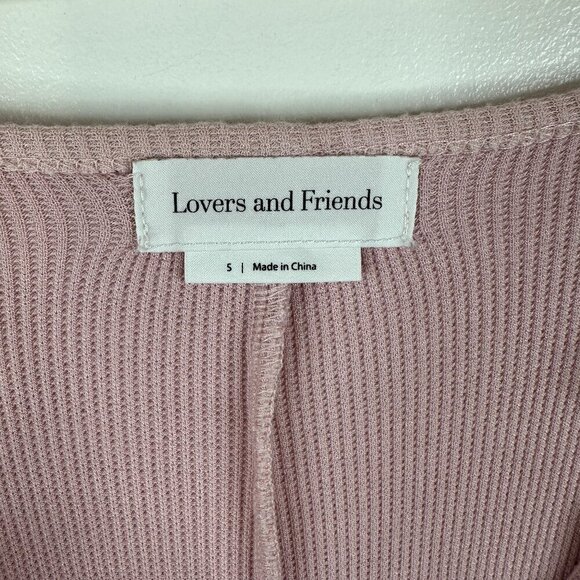 Lovers and Friends
S | Made in China